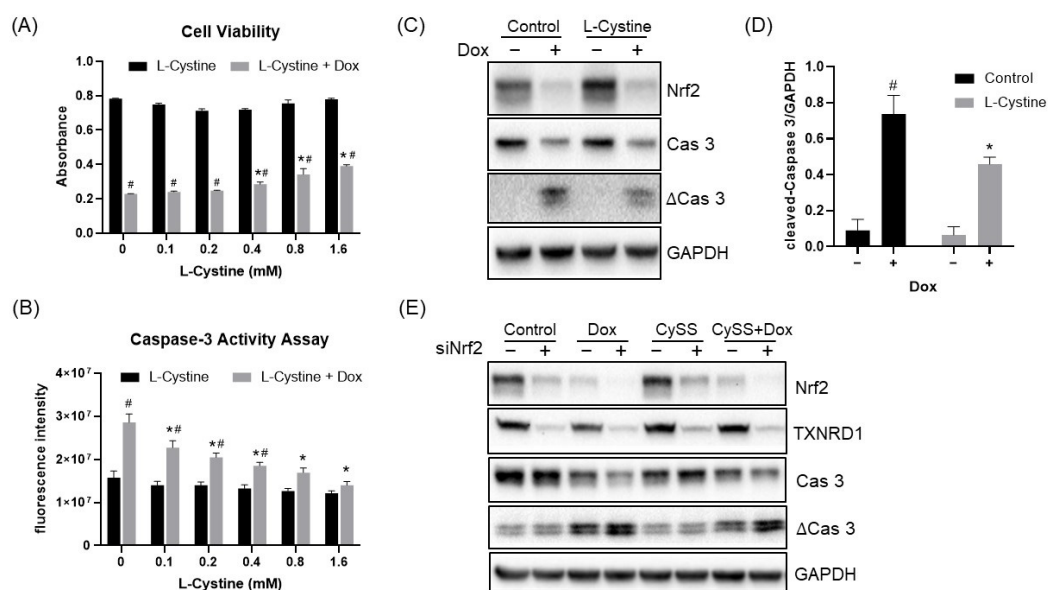 (A)
Cell Viability
L-Cystine L-Cystine + Dox
Absorbance
0.8
0.6
0.4
0.2
0.0
# # # *# *# *#
0 0.1 0.2 0.4 0.8 1.6
L-Cystine (mM)
(B)
Caspase-3 Activity Assay
L-Cystine L-Cystine + Dox
fluorescence intensity
4×10⁷
3×10⁷
2×10⁷
1×10⁷
0
# *# *# *# * *
0 0.1 0.2 0.4 0.8 1.6
L-Cystine (mM)
(C)
Control L-Cystine
Dox − + − +
Nrf2
Cas 3
ΔCas 3
GAPDH
(D)
cleaved-Caspase 3/GAPDH
0.8
0.6
0.4
0.2
0.0
Control
L-Cystine
# *
− + − +
Dox
(E)
Control Dox CySS CySS+Dox
siNrf2 − + − + − + − +
Nrf2
TXNRD1
Cas 3
ΔCas 3
GAPDH